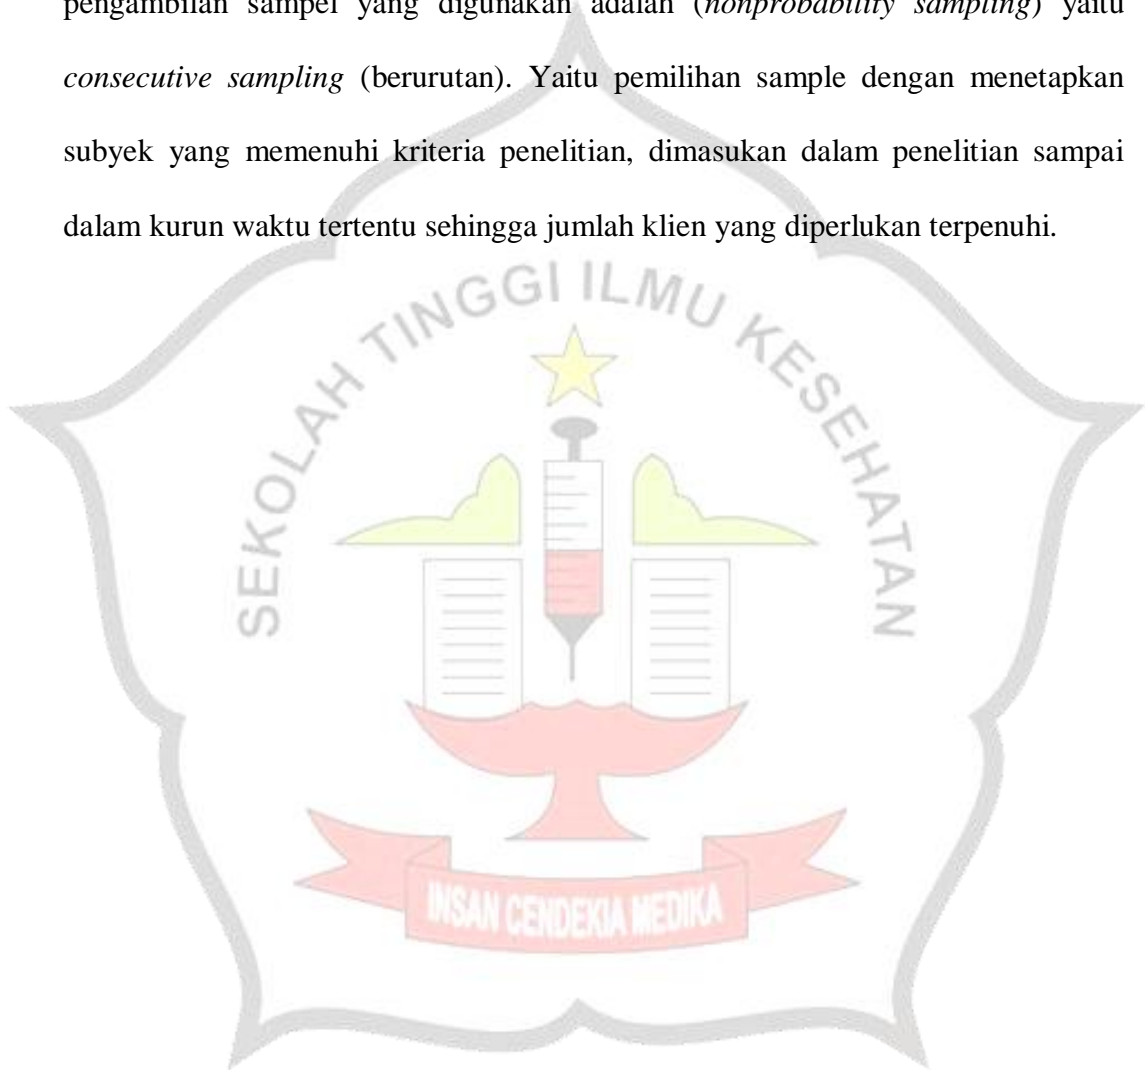 pengambilan sampel yang digunakan adalah (nonprobability sampling) yaitu
consecutive sampling (berurutan). Yaitu pemilihan sample dengan menetapkan
subyek yang memenuhi kriteria penelitian, dimasukan dalam penelitian sampai
dalam kurun waktu tertentu sehingga jumlah klien yang diperlukan terpenuhi.
SEKOLAH TINGGI ILMU KESEHATAN
INSAN CENDEKIA MEDIKA